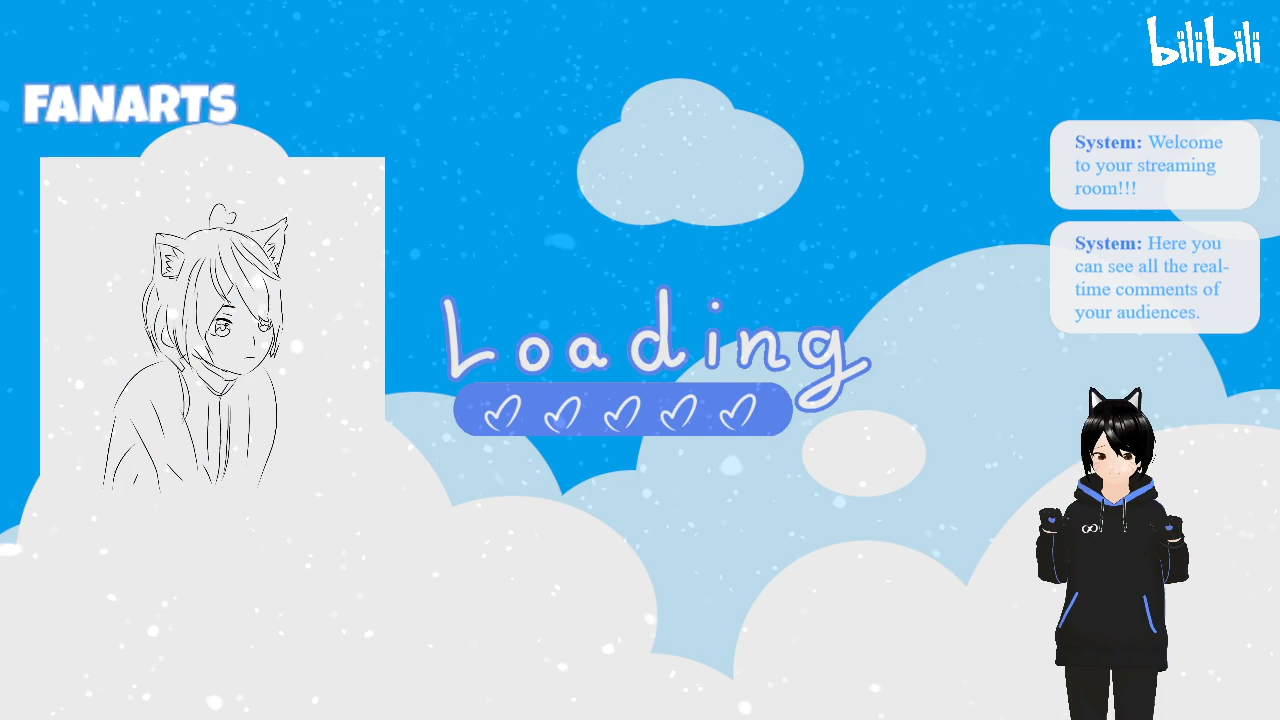 bilibili
FANARTS
System: Welcome
to your streaming
room!!!
System: Here you
can see all the real-
time comments of
your audiences.
Loading